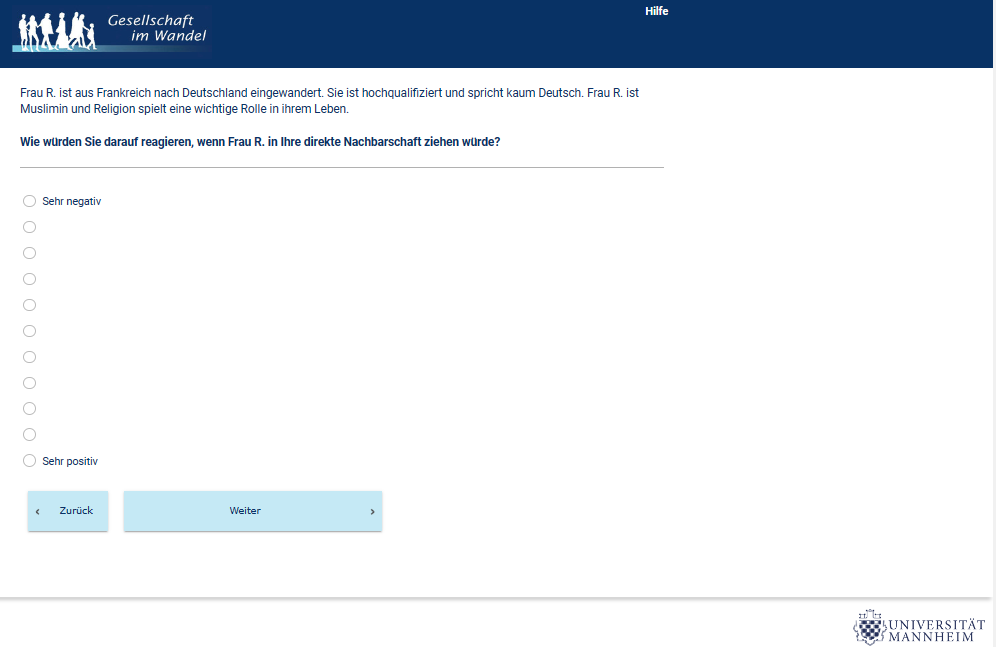 Gesellschaft
im Wandel
Hilfe
Frau R. ist aus Frankreich nach Deutschland eingewandert. Sie ist hochqualifiziert und spricht kaum Deutsch. Frau R. ist
Muslimin und Religion spielt eine wichtige Rolle in ihrem Leben.
Wie würden Sie darauf reagieren, wenn Frau R. in Ihre direkte Nachbarschaft ziehen würde?
Sehr negativ
Sehr positiv
‹ Zurück
Weiter ›
UNIVERSITÄT
MANNHEIM